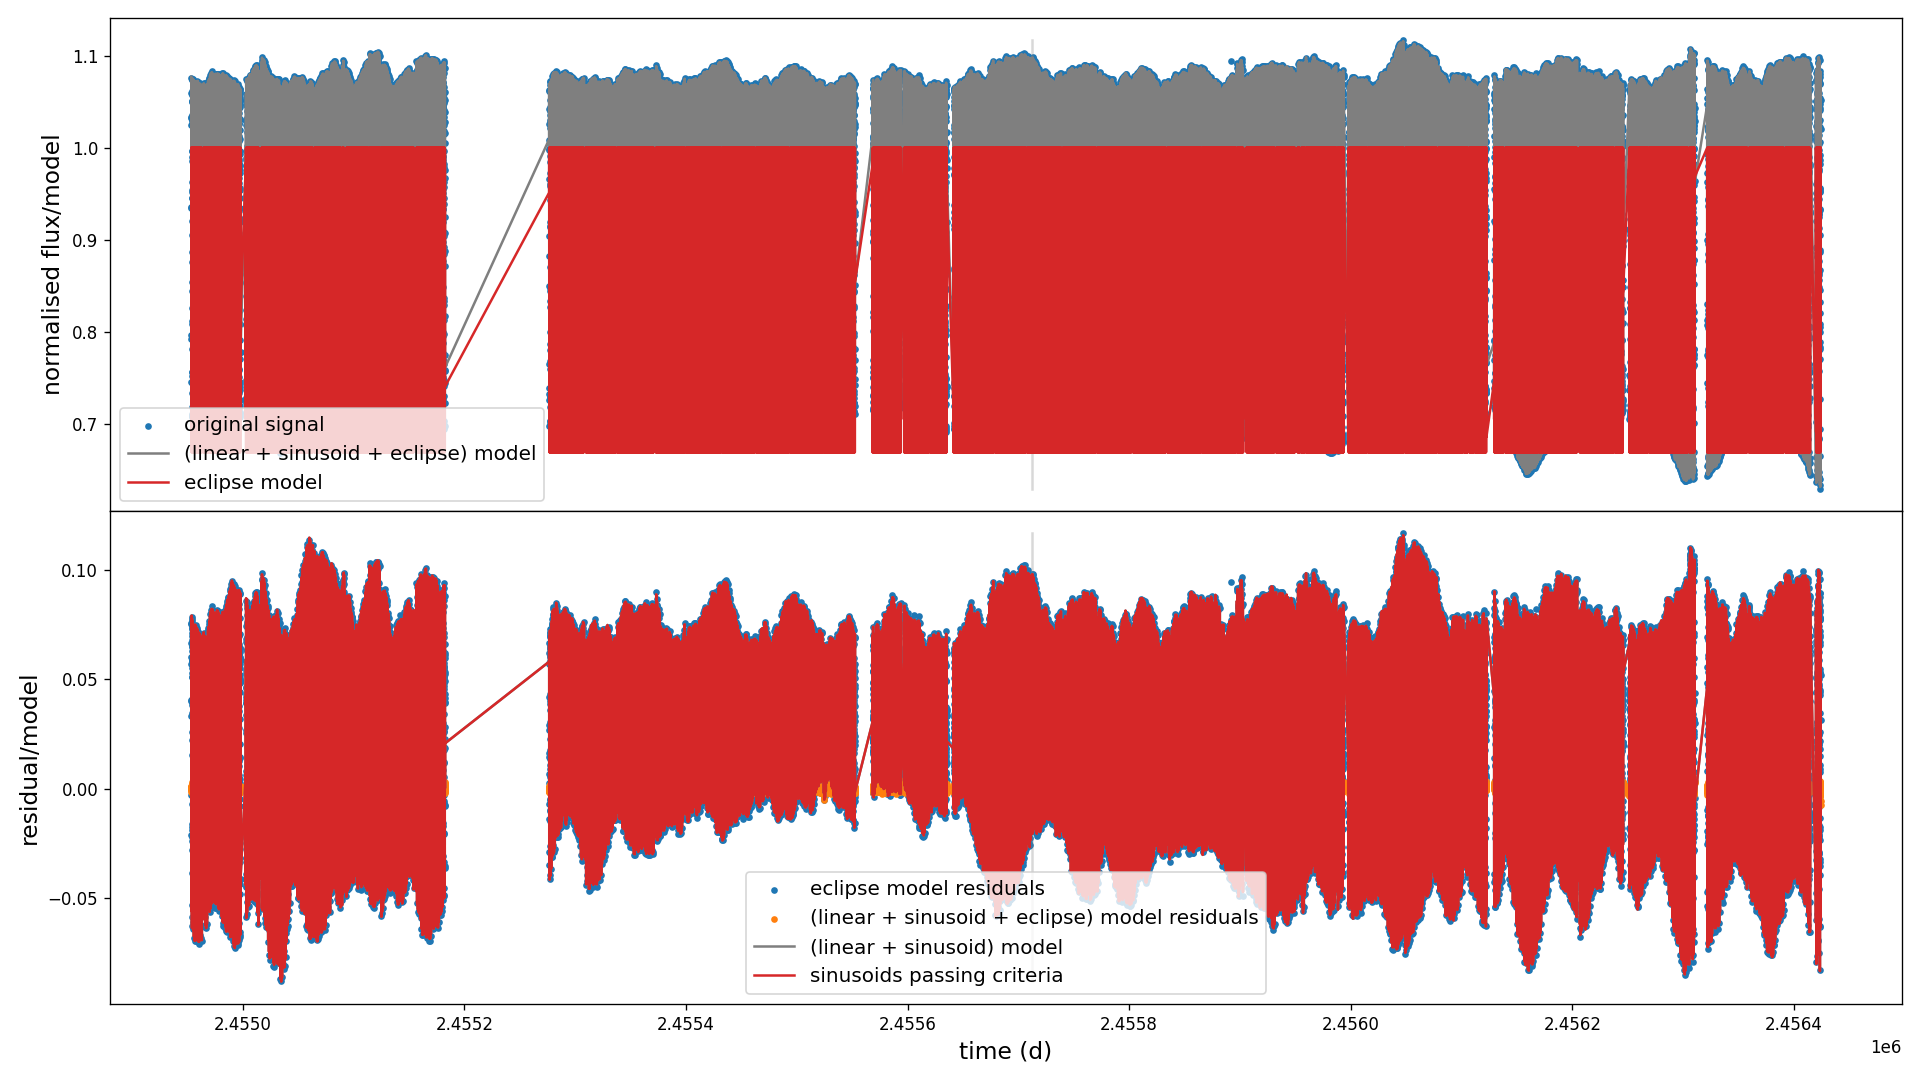 1.1
1.0
0.9
0.8
0.7
normalised flux/model
original signal
(linear + sinusoid + eclipse) model
eclipse model
0.10
0.05
0.00
−0.05
residual/model
eclipse model residuals
(linear + sinusoid + eclipse) model residuals
(linear + sinusoid) model
sinusoids passing criteria
2.4550 2.4552 2.4554 2.4556 2.4558 2.4560 2.4562 2.4564
time (d)
1e6